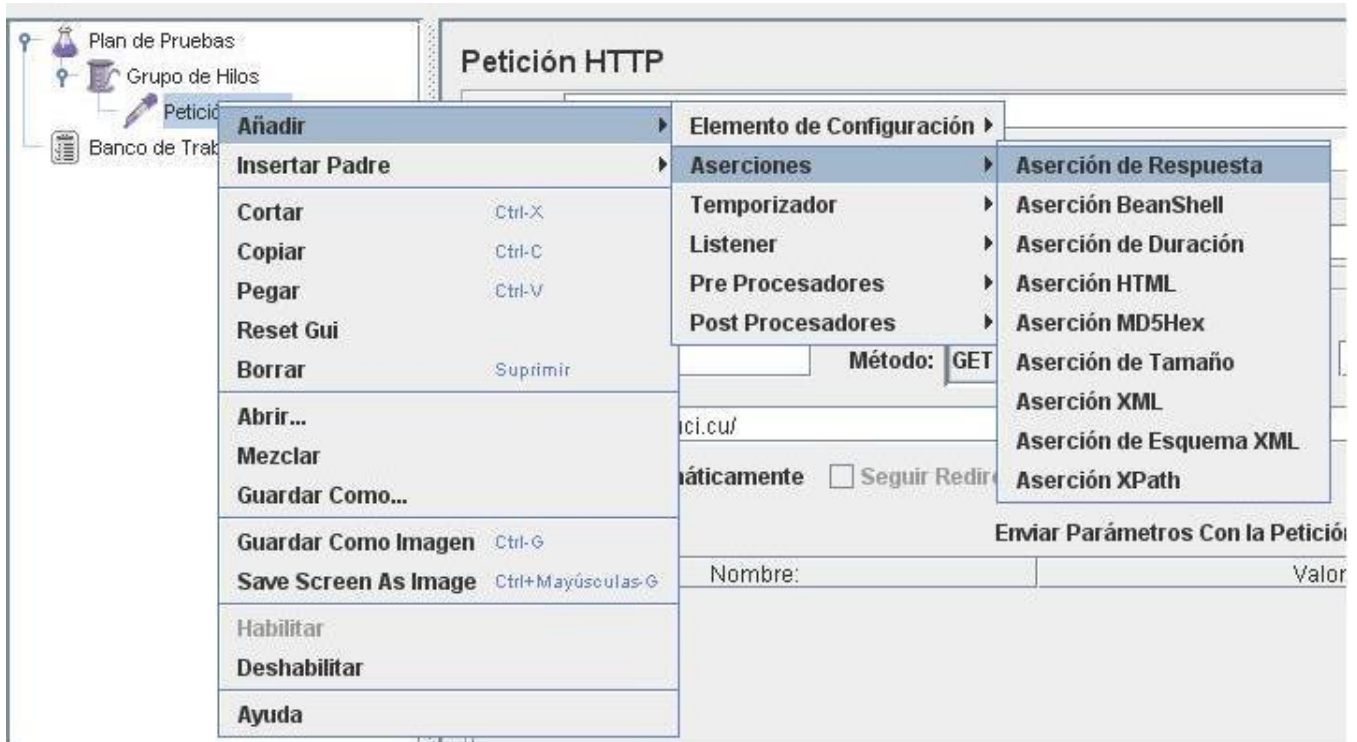 Plan de Pruebas
Grupo de Hilos
Petició
Banco de Trab
Petición HTTP
Añadir
Insertar Padre
Cortar Ctrl-X
Copiar Ctrl-C
Pegar Ctrl-V
Reset Gui
Borrar Suprimir
Abrir...
Mezclar
Guardar Como...
Guardar Como Imagen Ctrl-G
Save Screen As Image Ctrl+Mayúsculas-G
Habilitar
Deshabilitar
Ayuda
Elemento de Configuración
Aserciones
Temporizador
Listener
Pre Procesadores
Post Procesadores
Aserción de Respuesta
Aserción BeanShell
Aserción de Duración
Aserción HTML
Aserción MD5Hex
Aserción de Tamaño
Aserción XML
Aserción de Esquema XML
Aserción XPath
Método: GET
uci.cu/
máticamente Seguir Redire
Enviar Parámetros Con la Petició
Nombre: Valor